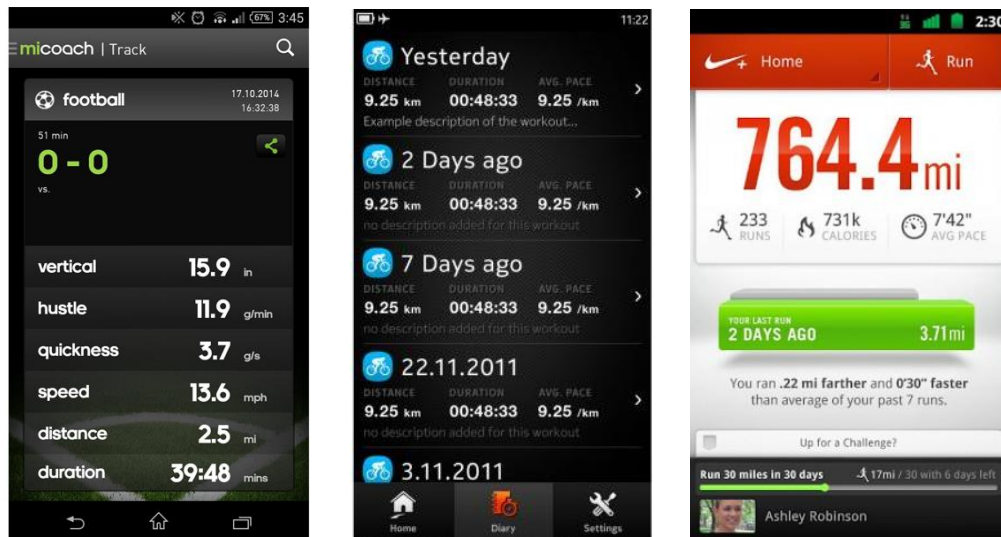 67% 3:45
micoach | Track
football
17.10.2014
16:32:38
51 min
0 - 0
vs.
vertical 15.9 in
hustle 11.9 g/min
quickness 3.7 g/s
speed 13.6 mph
distance 2.5 mi
duration 39:48 mins
11:22
Yesterday
DISTANCE DURATION AVG. PACE
9.25 km 00:48:33 9.25 /km
Example description of the workout...
2 Days ago
DISTANCE DURATION AVG. PACE
9.25 km 00:48:33 9.25 /km
no description added for this workout
7 Days ago
DISTANCE DURATION AVG. PACE
9.25 km 00:48:33 9.25 /km
no description added for this workout
22.11.2011
DISTANCE DURATION AVG. PACE
9.25 km 00:48:33 9.25 /km
no description added for this workout
3.11.2011
Home Diary Settings
2:30
Home Run
764.4 mi
233 731k 7'42"
RUNS CALORIES AVG PACE
YOUR LAST RUN
2 DAYS AGO 3.71 mi
You ran .22 mi farther and 0'30" faster
than average of your past 7 runs.
Up for a Challenge?
Run 30 miles in 30 days 17mi / 30 with 6 days left
Ashley Robinson